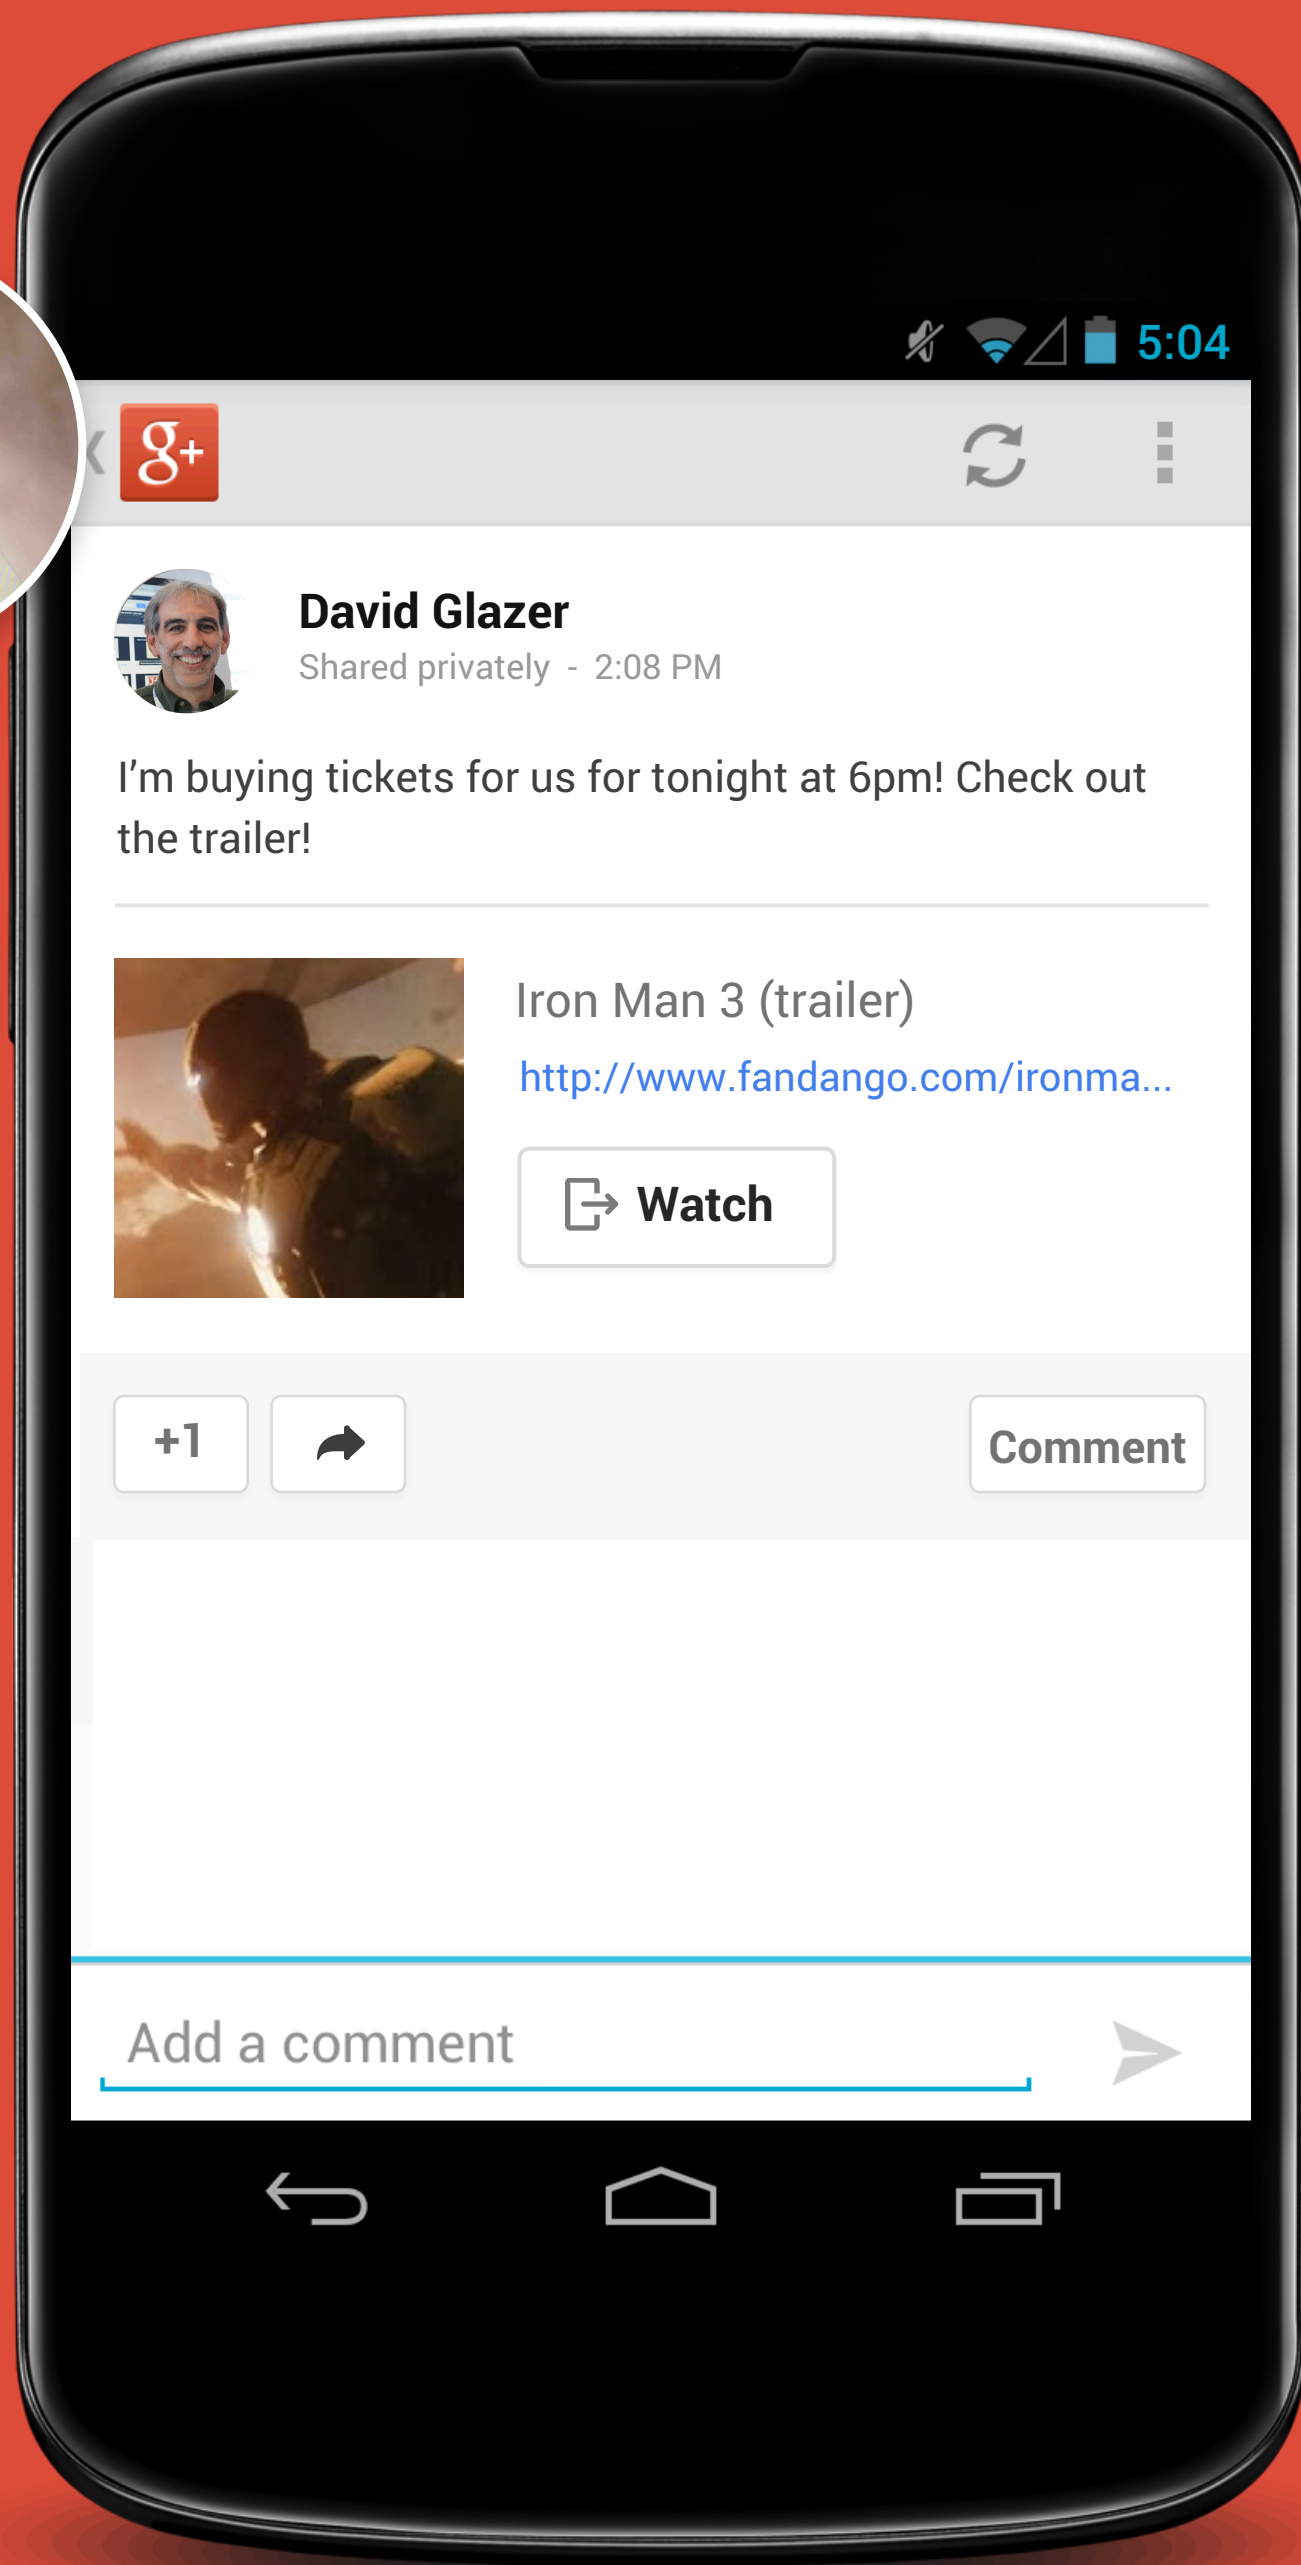 5:04
g+
David Glazer
Shared privately - 2:08 PM
I'm buying tickets for us for tonight at 6pm! Check out
the trailer!
Iron Man 3 (trailer)
http://www.fandango.com/ironma...
Watch
+1
Comment
Add a comment